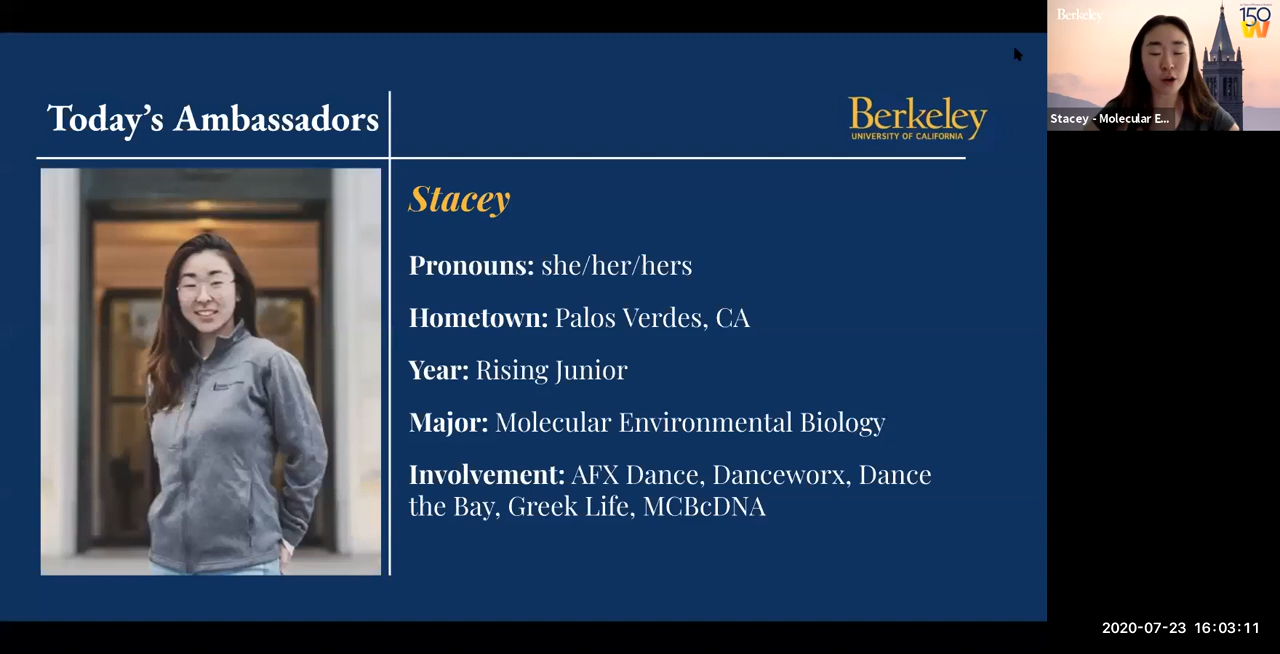 Today's Ambassadors
Berkeley
UNIVERSITY OF CALIFORNIA
Stacey
Pronouns: she/her/hers
Hometown: Palos Verdes, CA
Year: Rising Junior
Major: Molecular Environmental Biology
Involvement: AFX Dance, Danceworx, Dance
the Bay, Greek Life, MCBcDNA
Berkeley
150
W
Stacey - Molecular E...
2020-07-23 16:03:11